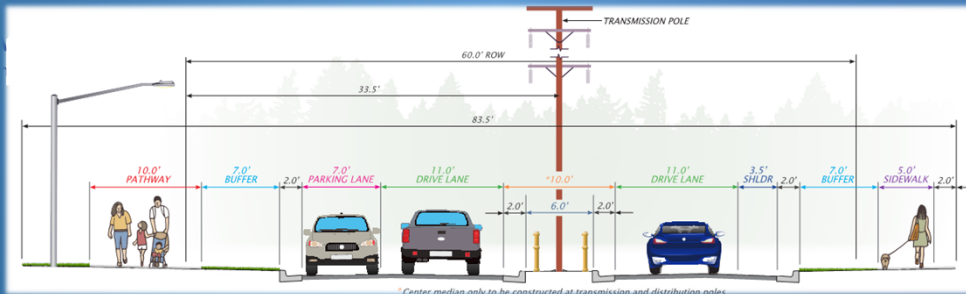 TRANSMISSION POLE
60.0' ROW
33.5'
83.5'
10.0'
PATHWAY
7.0'
BUFFER
2.0'
7.0'
PARKING LANE
11.0'
DRIVE LANE
*10.0'
2.0'
6.0'
2.0'
11.0'
DRIVE LANE
3.5'
SHLDR
2.0'
7.0'
BUFFER
5.0'
SIDEWALK
2.0'
*Center median only to be constructed at transmission and distribution poles